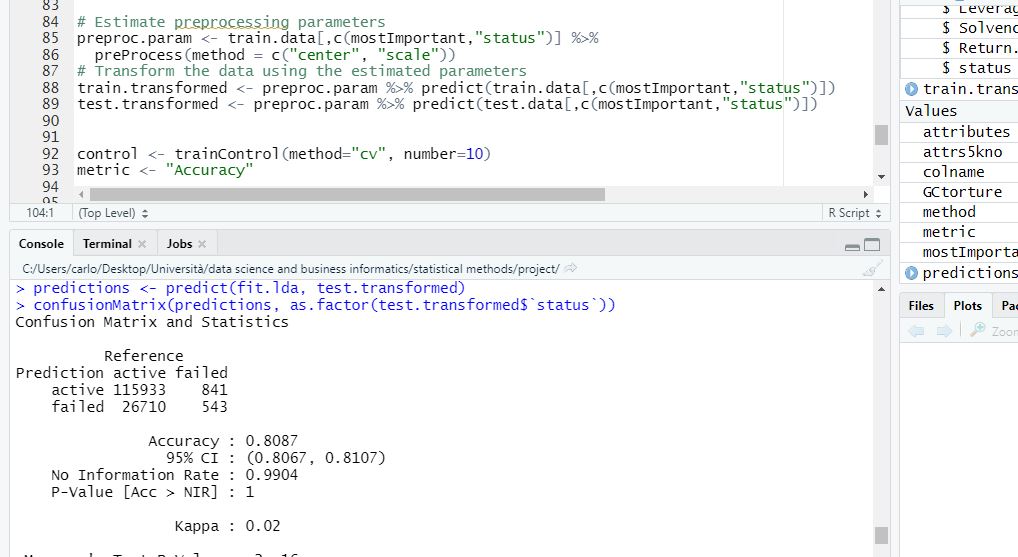 83
84 # Estimate preprocessing parameters
85 preproc.param <- train.data[,c(mostImportant,"status")] %>%
86 preProcess(method = c("center", "scale"))
87 # Transform the data using the estimated parameters
88 train.transformed <- preproc.param %>% predict(train.data[,c(mostImportant,"status")])
89 test.transformed <- preproc.param %>% predict(test.data[,c(mostImportant,"status")])
90
91
92 control <- trainControl(method="cv", number=10)
93 metric <- "Accuracy"
94
95
104:1 (Top Level) R Script
Console Terminal Jobs
C:/Users/carlo/Desktop/Università/data science and business informatics/statistical methods/project/
> predictions <- predict(fit.lda, test.transformed)
> confusionMatrix(predictions, as.factor(test.transformed$`status`))
Confusion Matrix and Statistics
Reference
Prediction active failed
active 115933 841
failed 26710 543
Accuracy : 0.8087
95% CI : (0.8067, 0.8107)
No Information Rate : 0.9904
P-Value [Acc > NIR] : 1
Kappa : 0.02
$ Leverag
$ Solvenc
$ Return.
$ status
train.trans
Values
attributes
attrs5kno
colname
GCtorture
method
metric
mostImporta
predictions
Files Plots Pac
Zoom